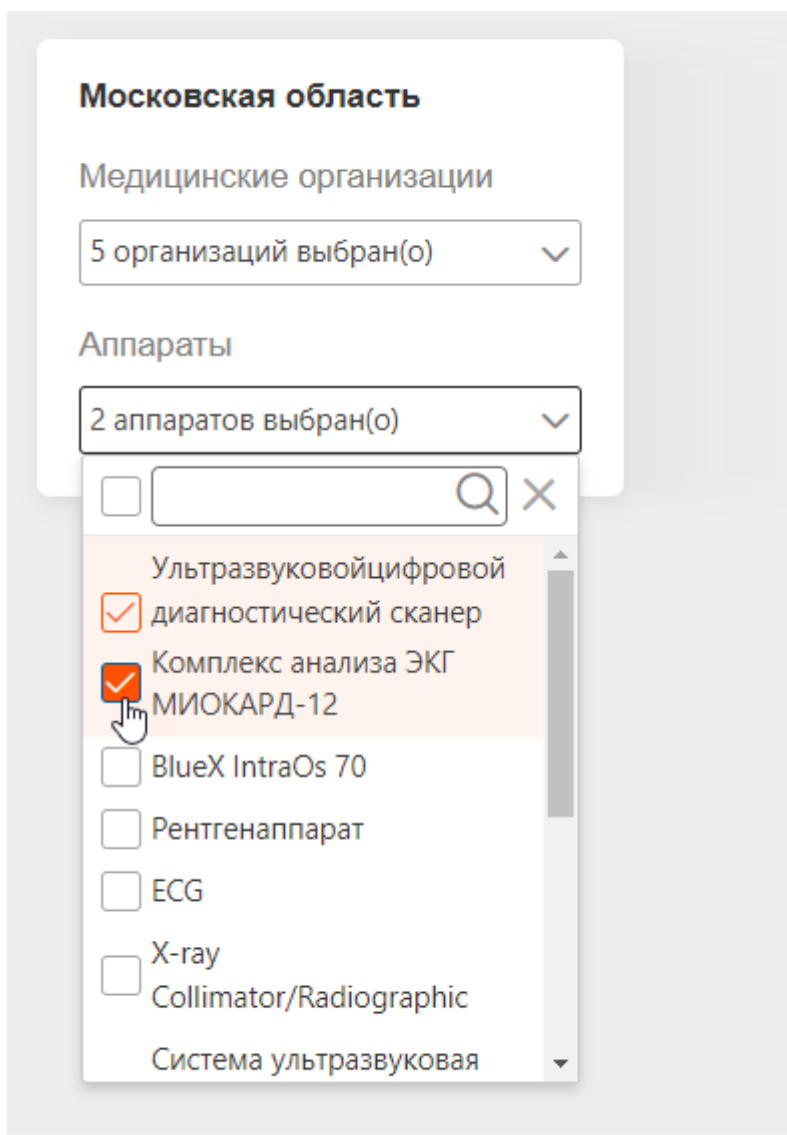 Московская область
Медицинские организации
5 организаций выбран(о)
Аппараты
2 аппаратов выбран(о)
Ультразвуковойцифровой
диагностический сканер
Комплекс анализа ЭКГ
МИОКАРД-12
BlueX IntraOs 70
Рентгенаппарат
ECG
X-ray
Collimator/Radiographic
Система ультразвуковая